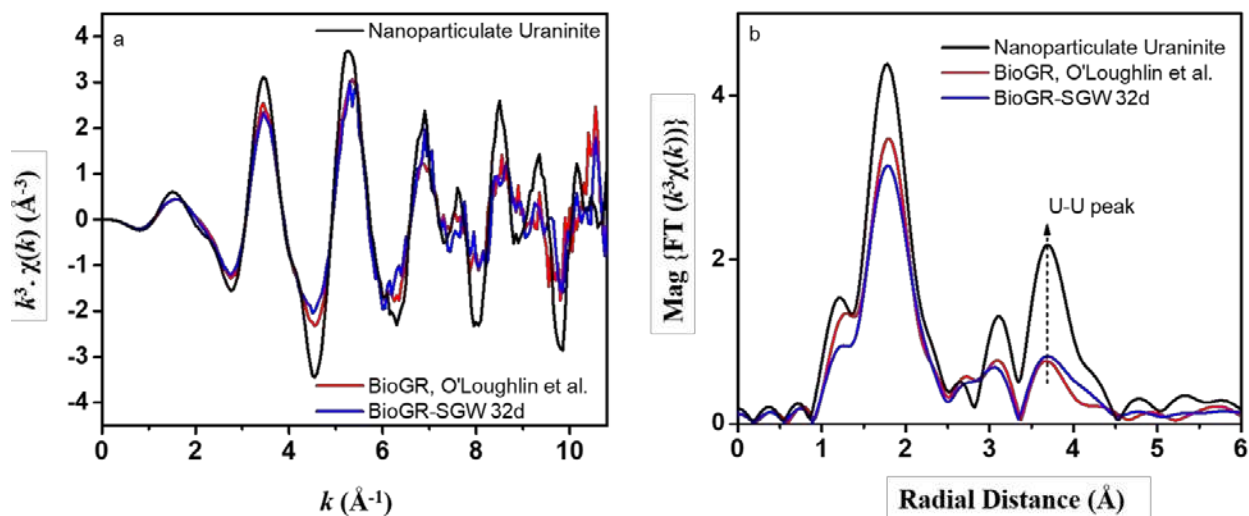 a
Nanoparticulate Uraninite
BioGR, O'Loughlin et al.
BioGR-SGW 32d
4
3
2
1
0
-1
-2
-3
-4
0 2 4 6 8 10
k³. χ(k) (Å⁻³)
k (Å⁻¹)
b
Nanoparticulate Uraninite
BioGR, O'Loughlin et al.
BioGR-SGW 32d
U-U peak
4
2
0
0 1 2 3 4 5 6
Mag {FT (k³χ(k))}
Radial Distance (Å)